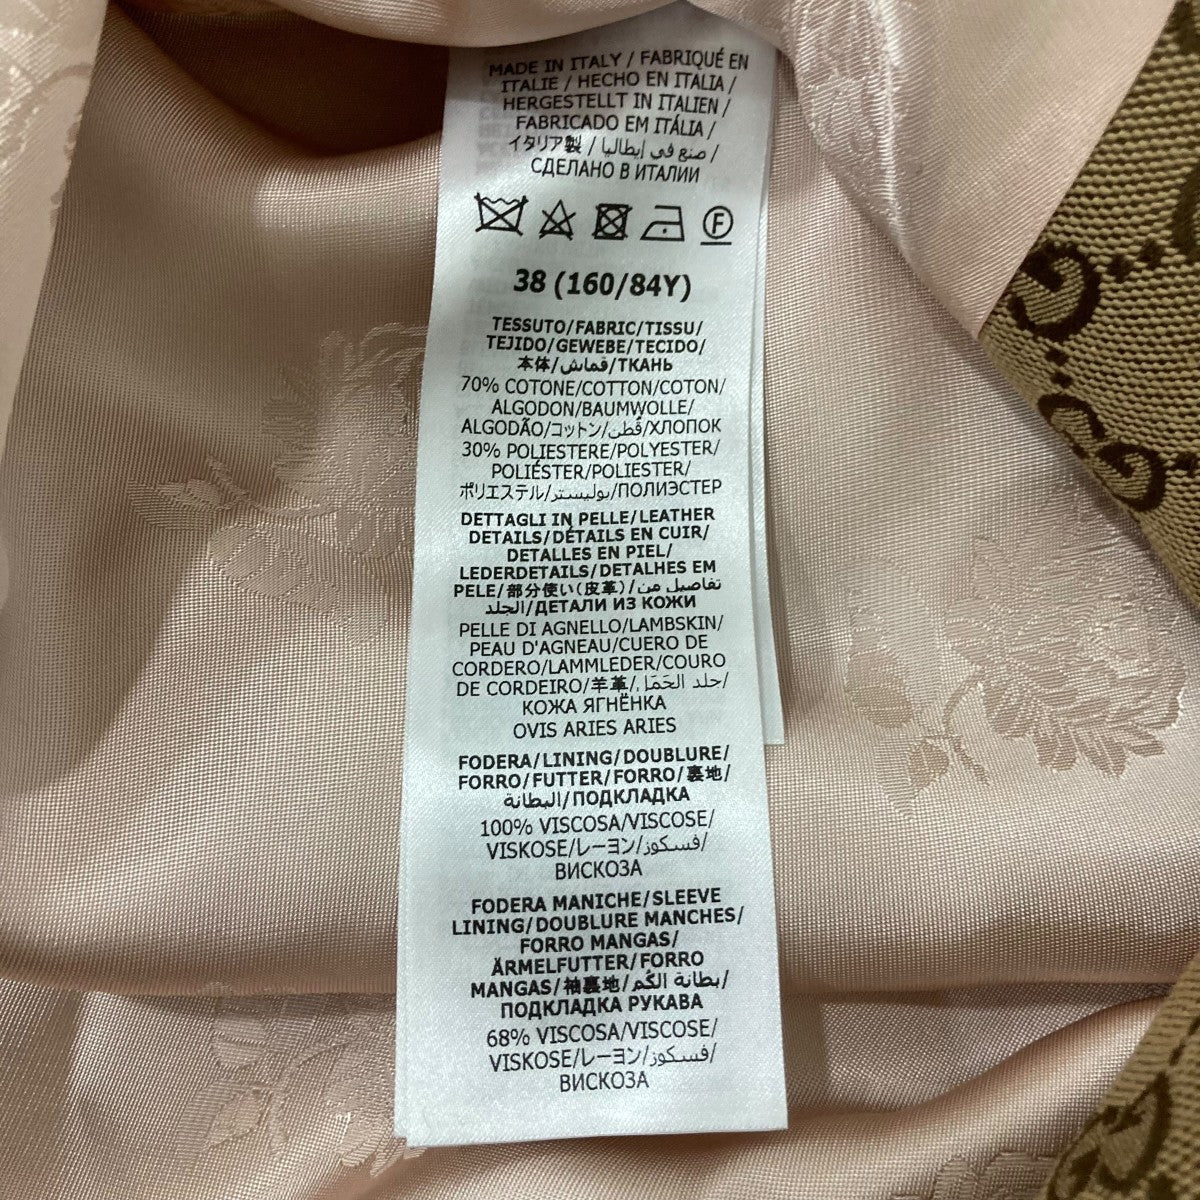 MADE IN ITALY / FABRIQUÉ EN
ITALIE / HECHO EN ITALIA /
HERGESTELLT IN ITALIEN /
FABRICADO EM ITÁLIA /
イタリア製 / صنع في إيطاليا /
СДЕЛАНО В ИТАЛИИ
F
38 (160/84Y)
TESSUTO/FABRIC/TISSU/
TEJIDO/GEWEBE/TECIDO/
本体/قماش/ТКАНЬ
70% COTONE/COTTON/COTON/
ALGODON/BAUMWOLLE/
ALGODÃO/コットン/قطن/ХЛОПОК
30% POLIESTERE/POLYESTER/
POLIÉSTER/POLIESTER/
ポリエステル/بوليستر/ПОЛИЭСТЕР
DETTAGLI IN PELLE/LEATHER
DETAILS/DÉTAILS EN CUIR/
DETALLES EN PIEL/
LEDERDETAILS/DETALHES EM
PELE/部分使い(皮革)/تفاصيل من
الجلد/ДЕТАЛИ ИЗ КОЖИ
PELLE DI AGNELLO/LAMBSKIN/
PEAU D'AGNEAU/CUERO DE
CORDERO/LAMMLEDER/COURO
DE CORDEIRO/羊革/جلد الحَمَل/
КОЖА ЯГНЁНКА
OVIS ARIES ARIES
FODERA/LINING/DOUBLURE/
FORRO/FUTTER/FORRO/裏地/
البطانة/ПОДКЛАДКА
100% VISCOSA/VISCOSE/
VISKOSE/レーヨン/فسكوز/
ВИСКОЗА
FODERA MANICHE/SLEEVE
LINING/DOUBLURE MANCHES/
FORRO MANGAS/
ÄRMELFUTTER/FORRO
MANGAS/袖裏地/بطانة الكُم/
ПОДКЛАДКА РУКАВА
68% VISCOSA/VISCOSE/
VISKOSE/レーヨン/فسكوز/
ВИСКОЗА